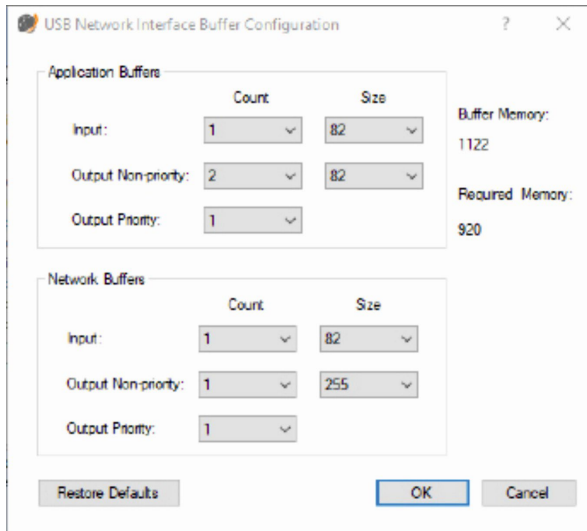 USB Network Interface Buffer Configuration ? ×
Application Buffers
Count Size
Input: 1 82
Output Non-priority: 2 82
Output Priority: 1
Buffer Memory:
1122
Required Memory:
920
Network Buffers
Count Size
Input: 1 82
Output Non-priority: 1 255
Output Priority: 1
Restore Defaults OK Cancel